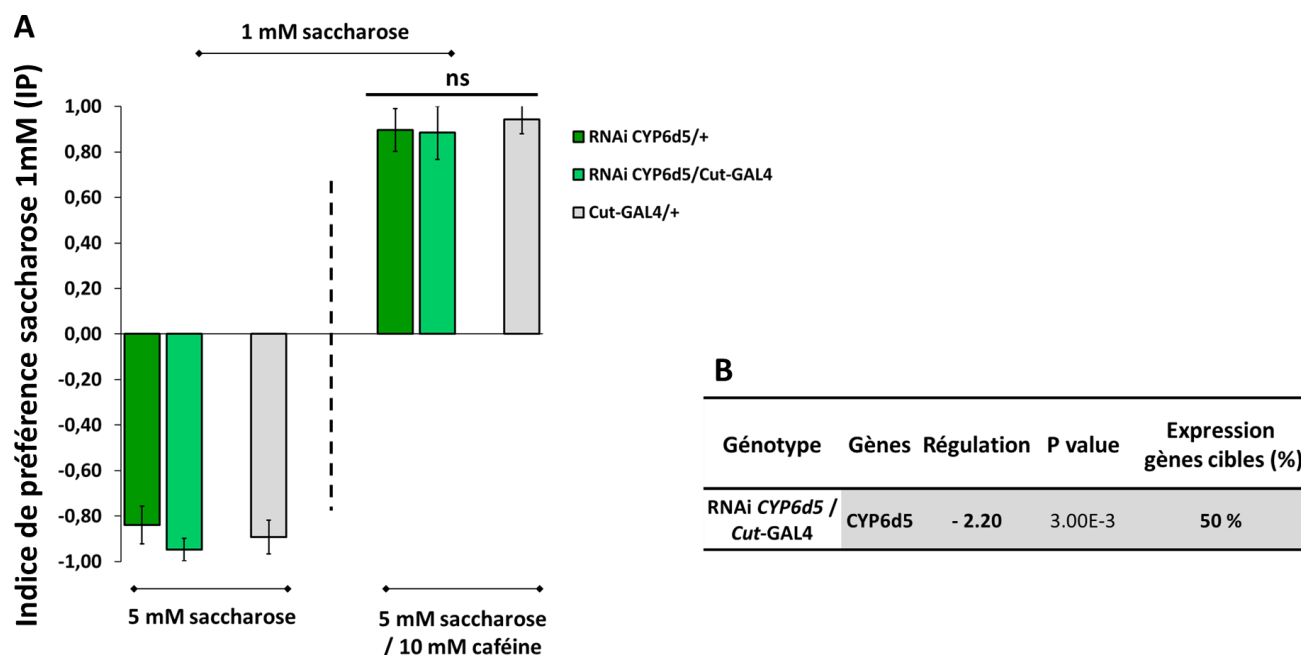 A
1 mM saccharose
ns
Indice de préférence saccharose 1mM (IP)
1,00
0,80
0,60
0,40
0,20
0,00
-0,20
-0,40
-0,60
-0,80
-1,00
RNAi CYP6d5/+
RNAi CYP6d5/Cut-GAL4
Cut-GAL4/+
5 mM saccharose
5 mM saccharose
/ 10 mM caféine
B
Génotype Gènes Régulation P value Expression
gènes cibles (%)
RNAi CYP6d5 /
Cut-GAL4
CYP6d5 - 2.20 3.00E-3 50 %